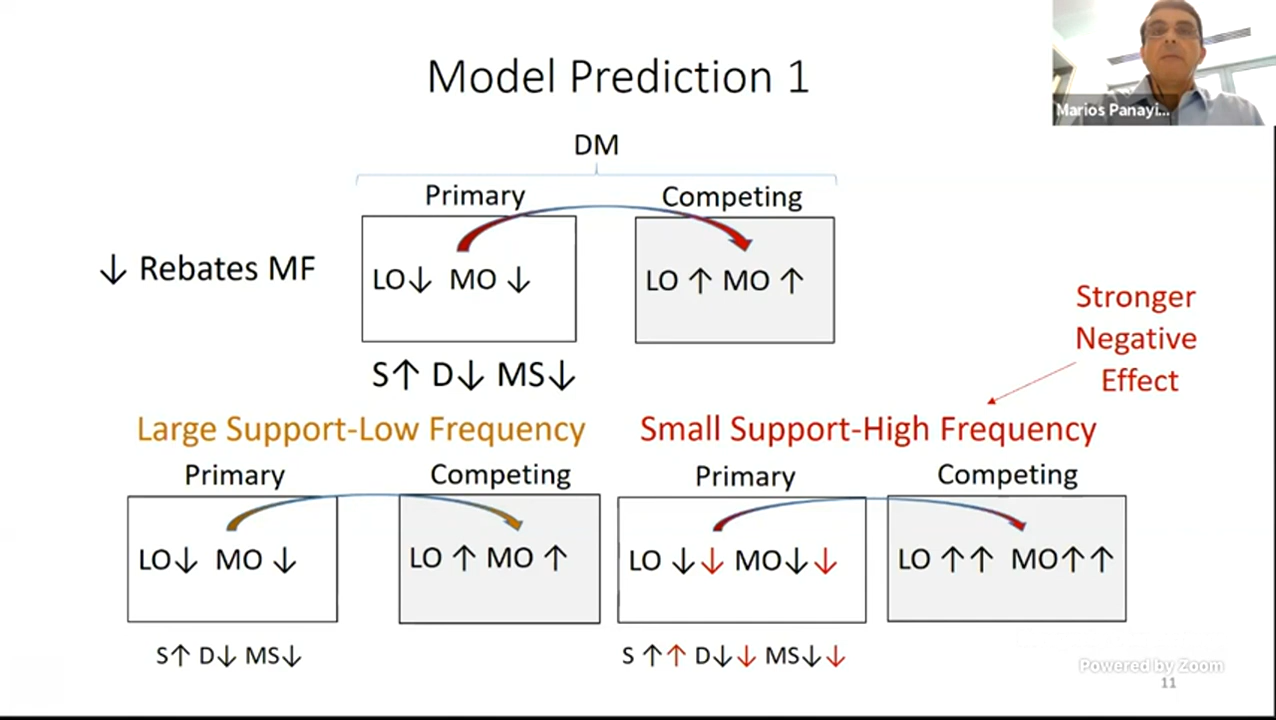 Model Prediction 1
Marios Panayi...
DM
Primary
Competing
↓ Rebates MF
LO↓ MO ↓
LO ↑ MO ↑
Stronger
Negative
Effect
S↑ D↓ MS↓
Large Support-Low Frequency
Small Support-High Frequency
Primary
Competing
Primary
Competing
LO↓ MO ↓
LO ↑ MO ↑
LO ↓↓ MO↓↓
LO ↑↑ MO↑↑
S↑ D↓ MS↓
S ↑↑ D↓↓ MS↓↓
Powered by Zoom
11